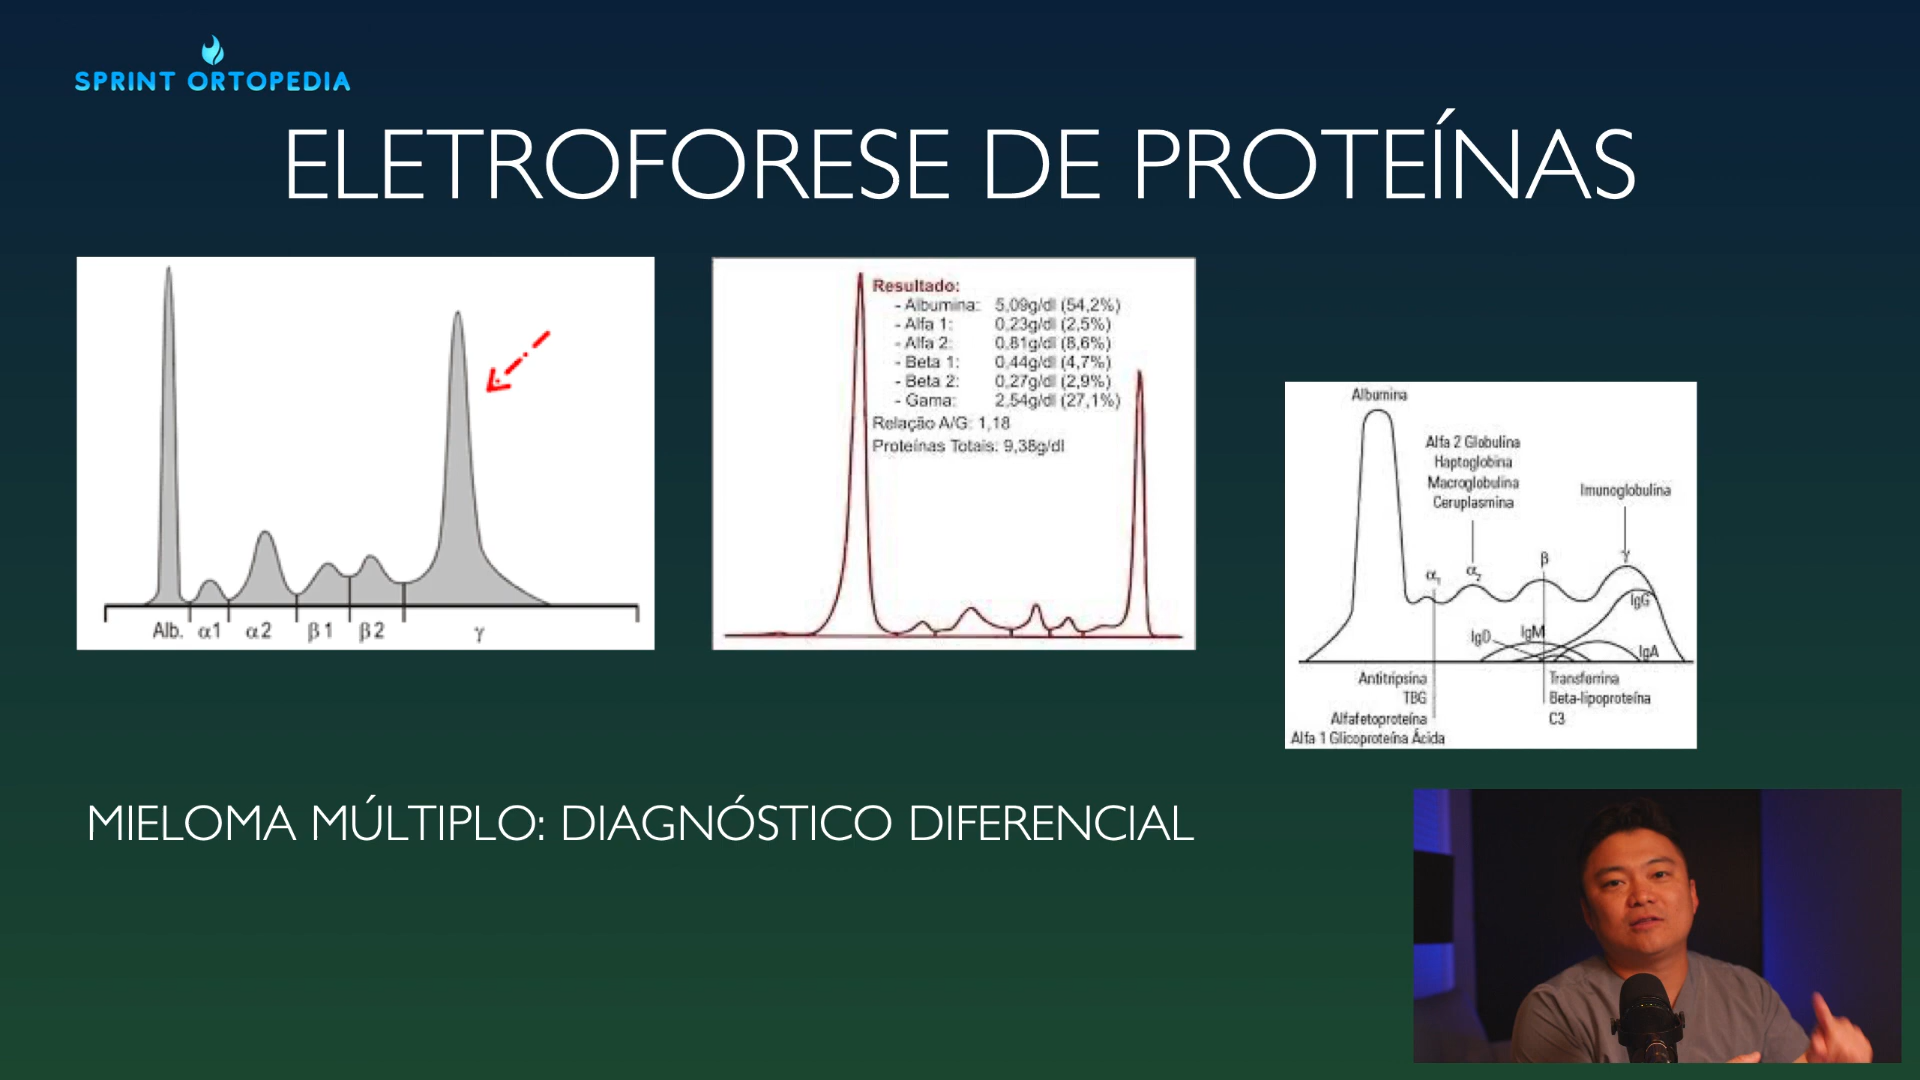 SPRINT ORTOPEDIA
ELETROFORESE DE PROTEÍNAS
Alb. α1 α2 β1 β2 γ
Resultado:
- Albumina: 5,09g/dl (54,2%)
- Alfa 1: 0,23g/dl (2,5%)
- Alfa 2: 0,81g/dl (8,6%)
- Beta 1: 0,44g/dl (4,7%)
- Beta 2: 0,27g/dl (2,9%)
- Gama: 2,54g/dl (27,1%)
Relação A/G: 1,18
Proteínas Totais: 9,38g/dl
Albumina
Alfa 2 Globulina
Haptoglobina
Macroglobulina
Ceruplasmina
Imunoglobulina
α1 α2 β γ
IgG
IgD IgM
IgA
Antitripsina
TBG
Alfafetoproteína
Alfa 1 Glicoproteína Ácida
Transferrina
Beta-lipoproteína
C3
MIELOMA MÚLTIPLO: DIAGNÓSTICO DIFERENCIAL